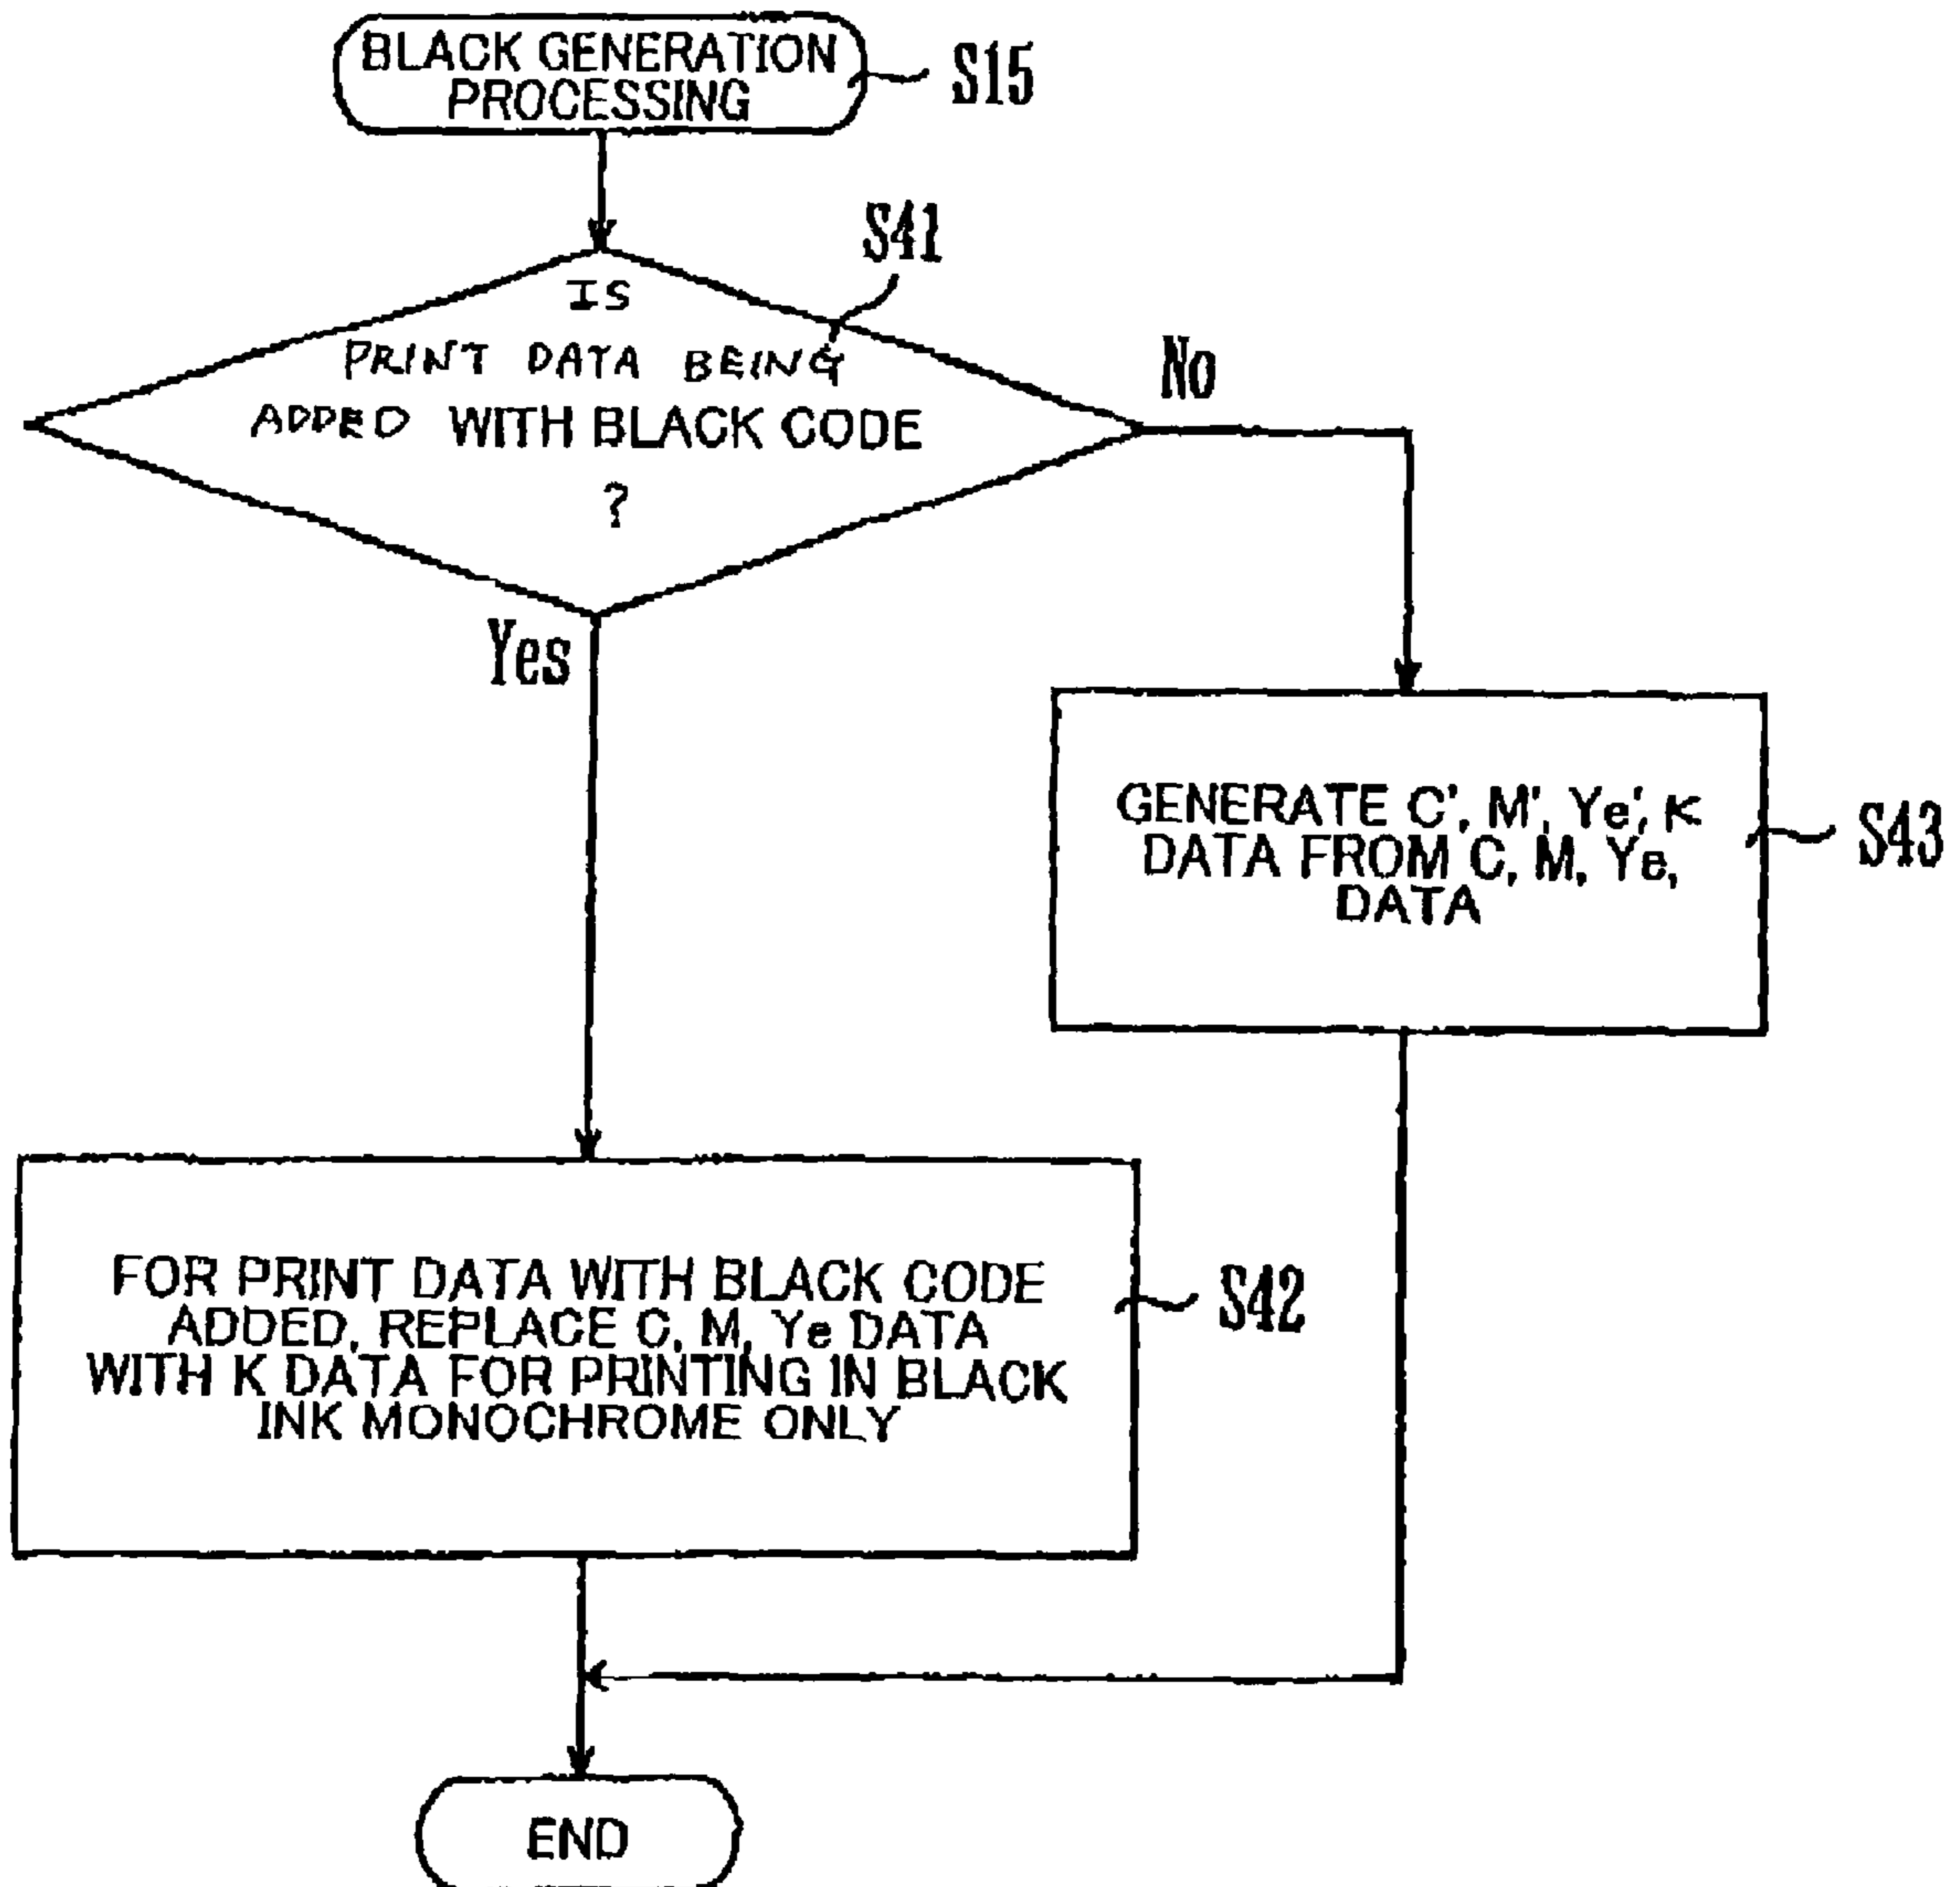 BLACK GENERATION
PROCESSING
S15
S41
IS
PRINT DATA BEING
ADDED WITH BLACK CODE
?
No
Yes
GENERATE C', M', Ye', K
DATA FROM C, M, Ye,
DATA
S43
FOR PRINT DATA WITH BLACK CODE
ADDED, REPLACE C, M, Ye DATA
WITH K DATA FOR PRINTING IN BLACK
INK MONOCHROME ONLY
S42
END